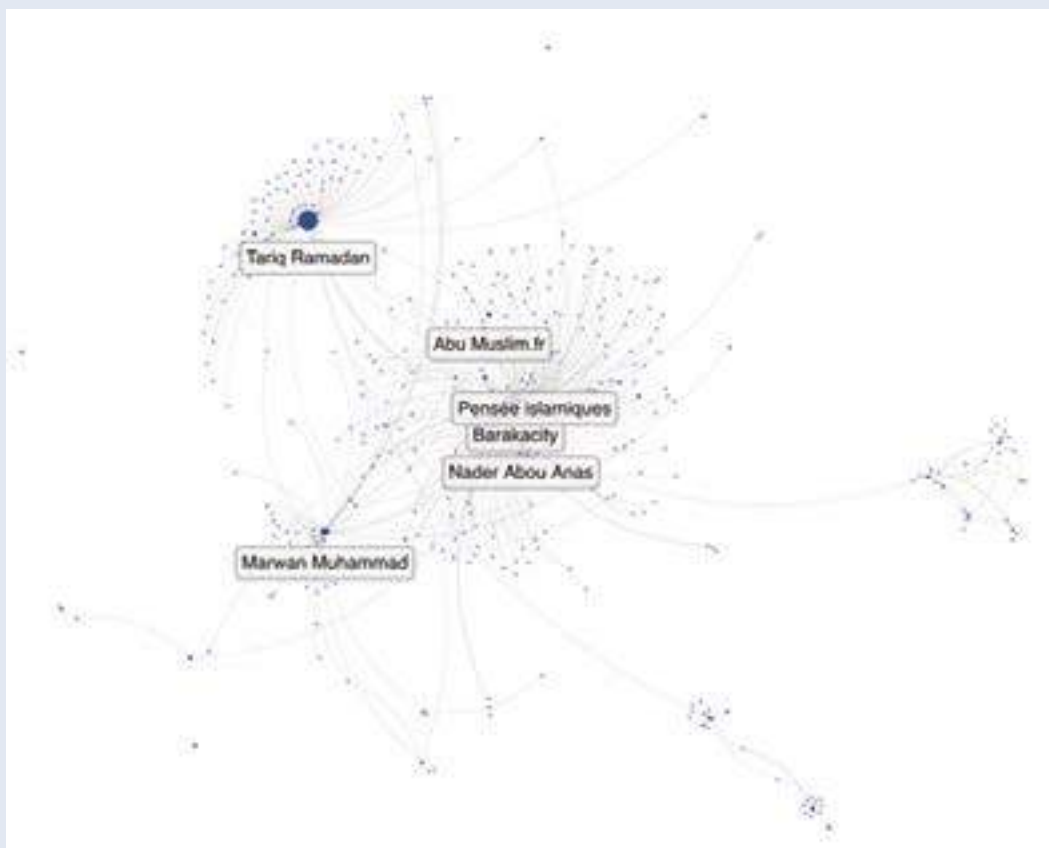 Tariq Ramadan
Abu Muslim.fr
Pensée islamiques
Barakacity
Nader Abou Anas
Marwan Muhammad